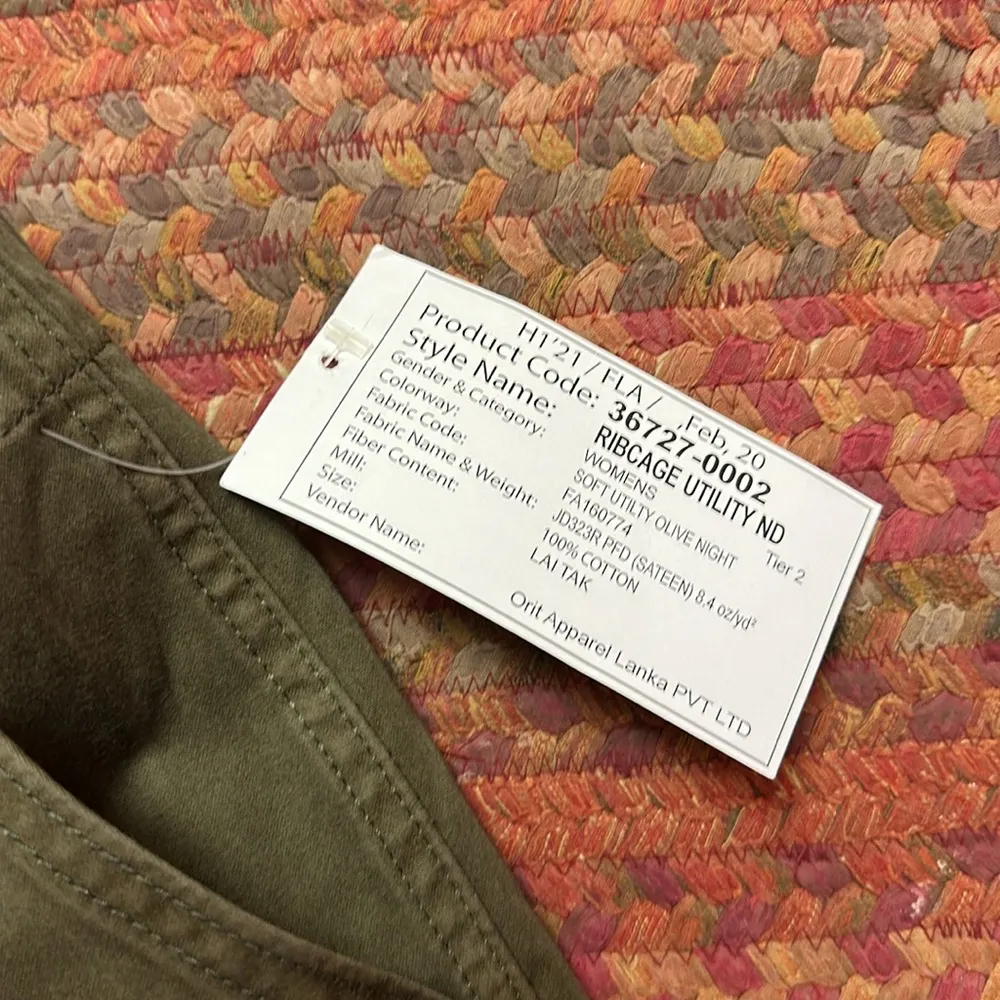 H1'21 / FLA / ,Feb, 20
Product Code: 36727-0002
Style Name: RIBCAGE UTILITY ND
Gender & Category: WOMENS Tier 2
Colorway: SOFT UTILTY OLIVE NIGHT
Fabric Code: FA160774
Fabric Name & Weight: JD323R PFD (SATEEN) 8.4 oz/yd²
Fiber Content: 100% COTTON
Mill: LAI TAK
Size:
Vendor Name: Orit Apparel Lanka PVT LTD